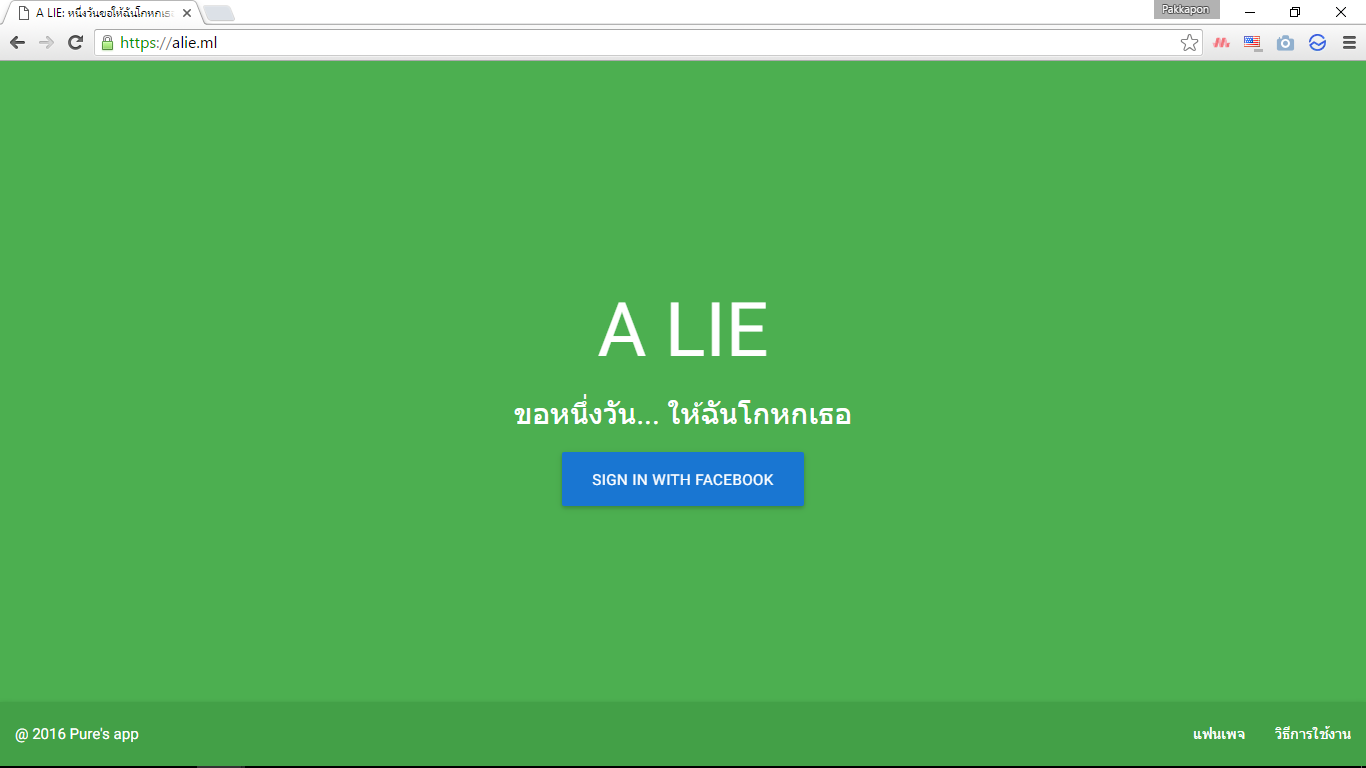 A LIE: หนึ่งวันขอให้ฉันโกหกเธ
Pakkapon
https://alie.ml
A LIE
ขอหนึ่งวัน... ให้ฉันโกหกเธอ
SIGN IN WITH FACEBOOK
@ 2016 Pure's app
แฟนเพจ
วิธีการใช้งาน